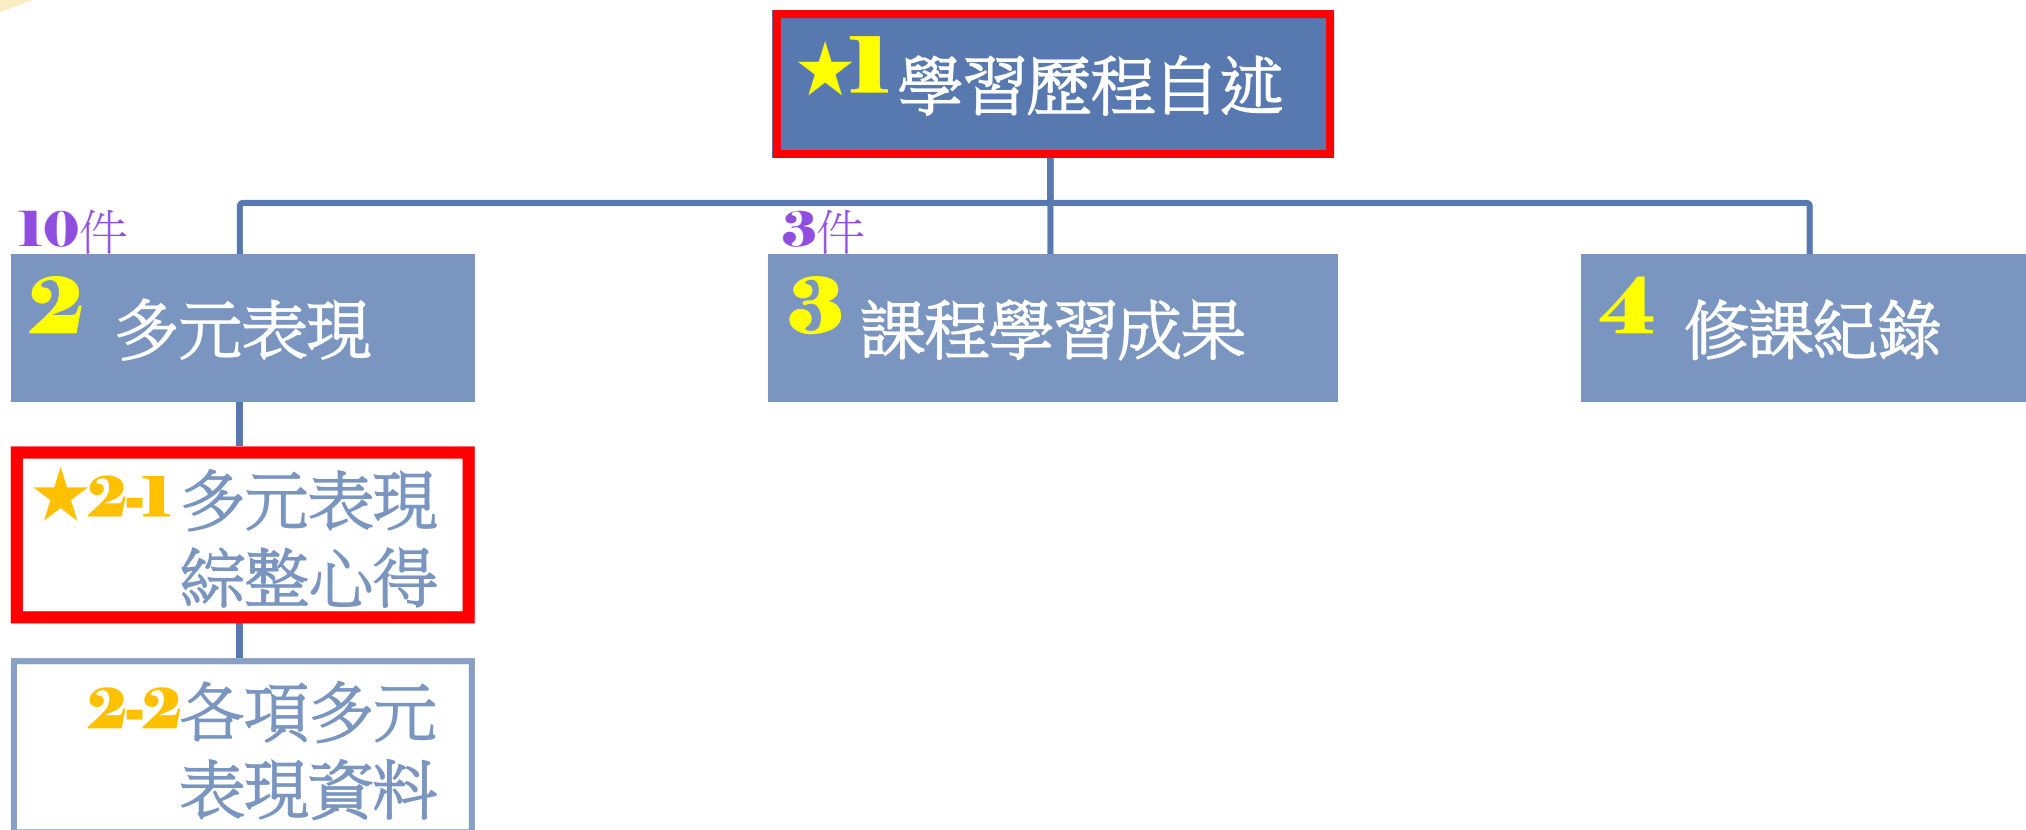 ★1 學習歷程自述
10件
2 多元表現
3件
3 課程學習成果
4 修課紀錄
★2-1 多元表現
綜整心得
2-2各項多元
表現資料